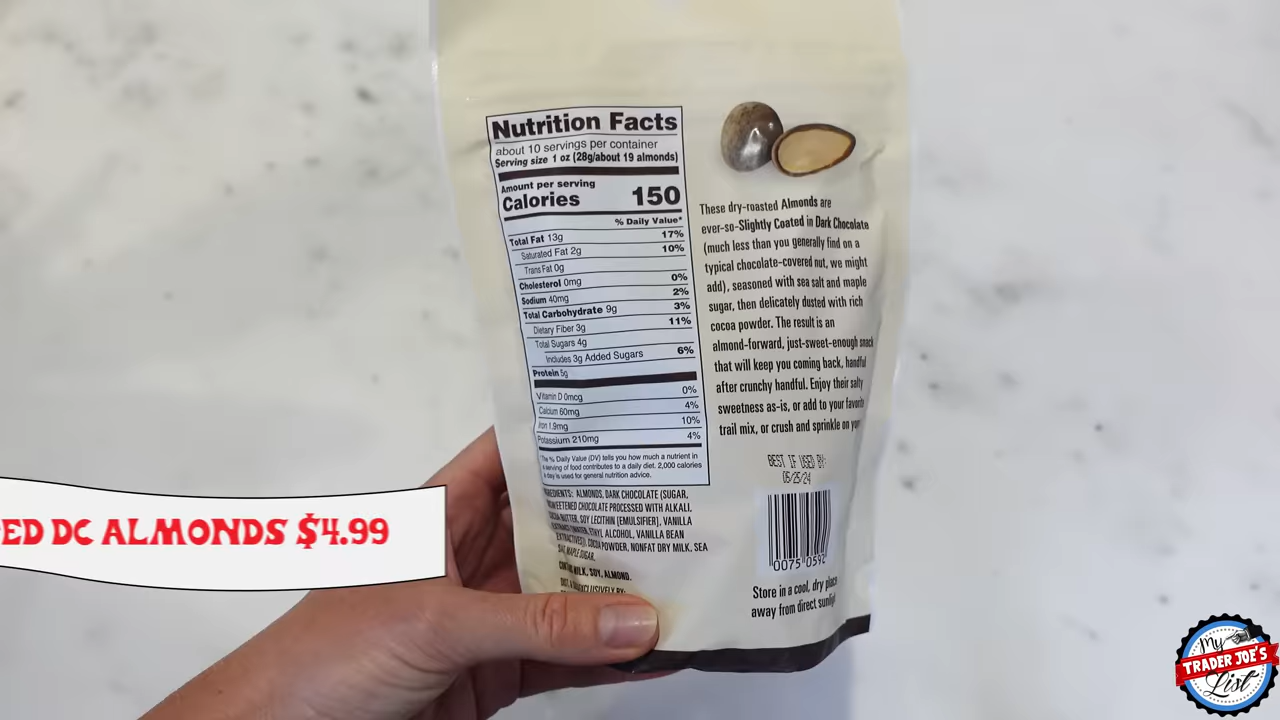 Nutrition Facts
about 10 servings per container
Serving size 1 oz (28g/about 19 almonds)
Amount per serving
Calories 150
% Daily Value*
Total Fat 13g 17%
Saturated Fat 2g 10%
Trans Fat 0g
Cholesterol 0mg 0%
Sodium 40mg 2%
Total Carbohydrate 9g 3%
Dietary Fiber 3g 11%
Total Sugars 4g
Includes 3g Added Sugars 6%
Protein 5g
Vitamin D 0mcg 0%
Calcium 60mg 4%
Iron 1.9mg 10%
Potassium 210mg 4%
*The % Daily Value (DV) tells you how much a nutrient in
a serving of food contributes to a daily diet. 2,000 calories
a day is used for general nutrition advice.
ALMONDS, DARK CHOCOLATE (SUGAR,
CHOCOLATE PROCESSED WITH ALKALI,
BUTTER, SOY LECITHIN [EMULSIFIER], VANILLA
ETHYL ALCOHOL, VANILLA BEAN
COCOA POWDER, NONFAT DRY MILK, SEA
MAPLE SUGAR.
MILK, SOY, ALMOND.
EXCLUSIVELY BY:
These dry-roasted Almonds are
ever-so-Slightly Coated in Dark Chocolate
(much less than you generally find on a
typical chocolate-covered nut, we might
add), seasoned with sea salt and maple
sugar, then delicately dusted with rich
cocoa powder. The result is an
almond-forward, just-sweet-enough snack
that will keep you coming back, handful
after crunchy handful. Enjoy their salty
sweetness as-is, or add to your favorite
trail mix, or crush and sprinkle on
BEST IF USED BY:
05/25/24
0075 0592
Store in a cool, dry place
away from direct sunlight
ED DC ALMONDS $4.99
My
TRADER JOE'S
List